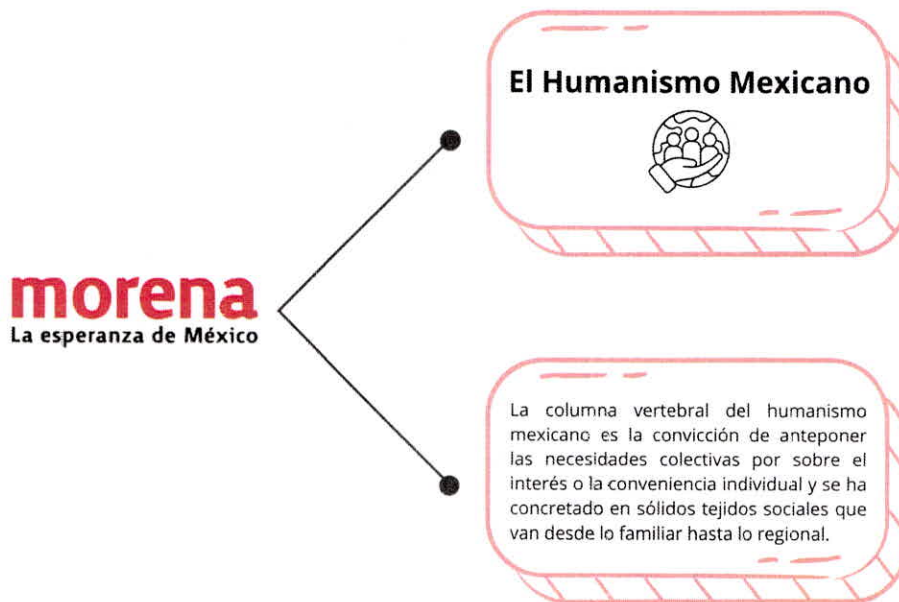 El Humanismo Mexicano
morena
La esperanza de México
La columna vertebral del humanismo
mexicano es la convicción de anteponer
las necesidades colectivas por sobre el
interés o la conveniencia individual y se ha
concretado en sólidos tejidos sociales que
van desde lo familiar hasta lo regional.